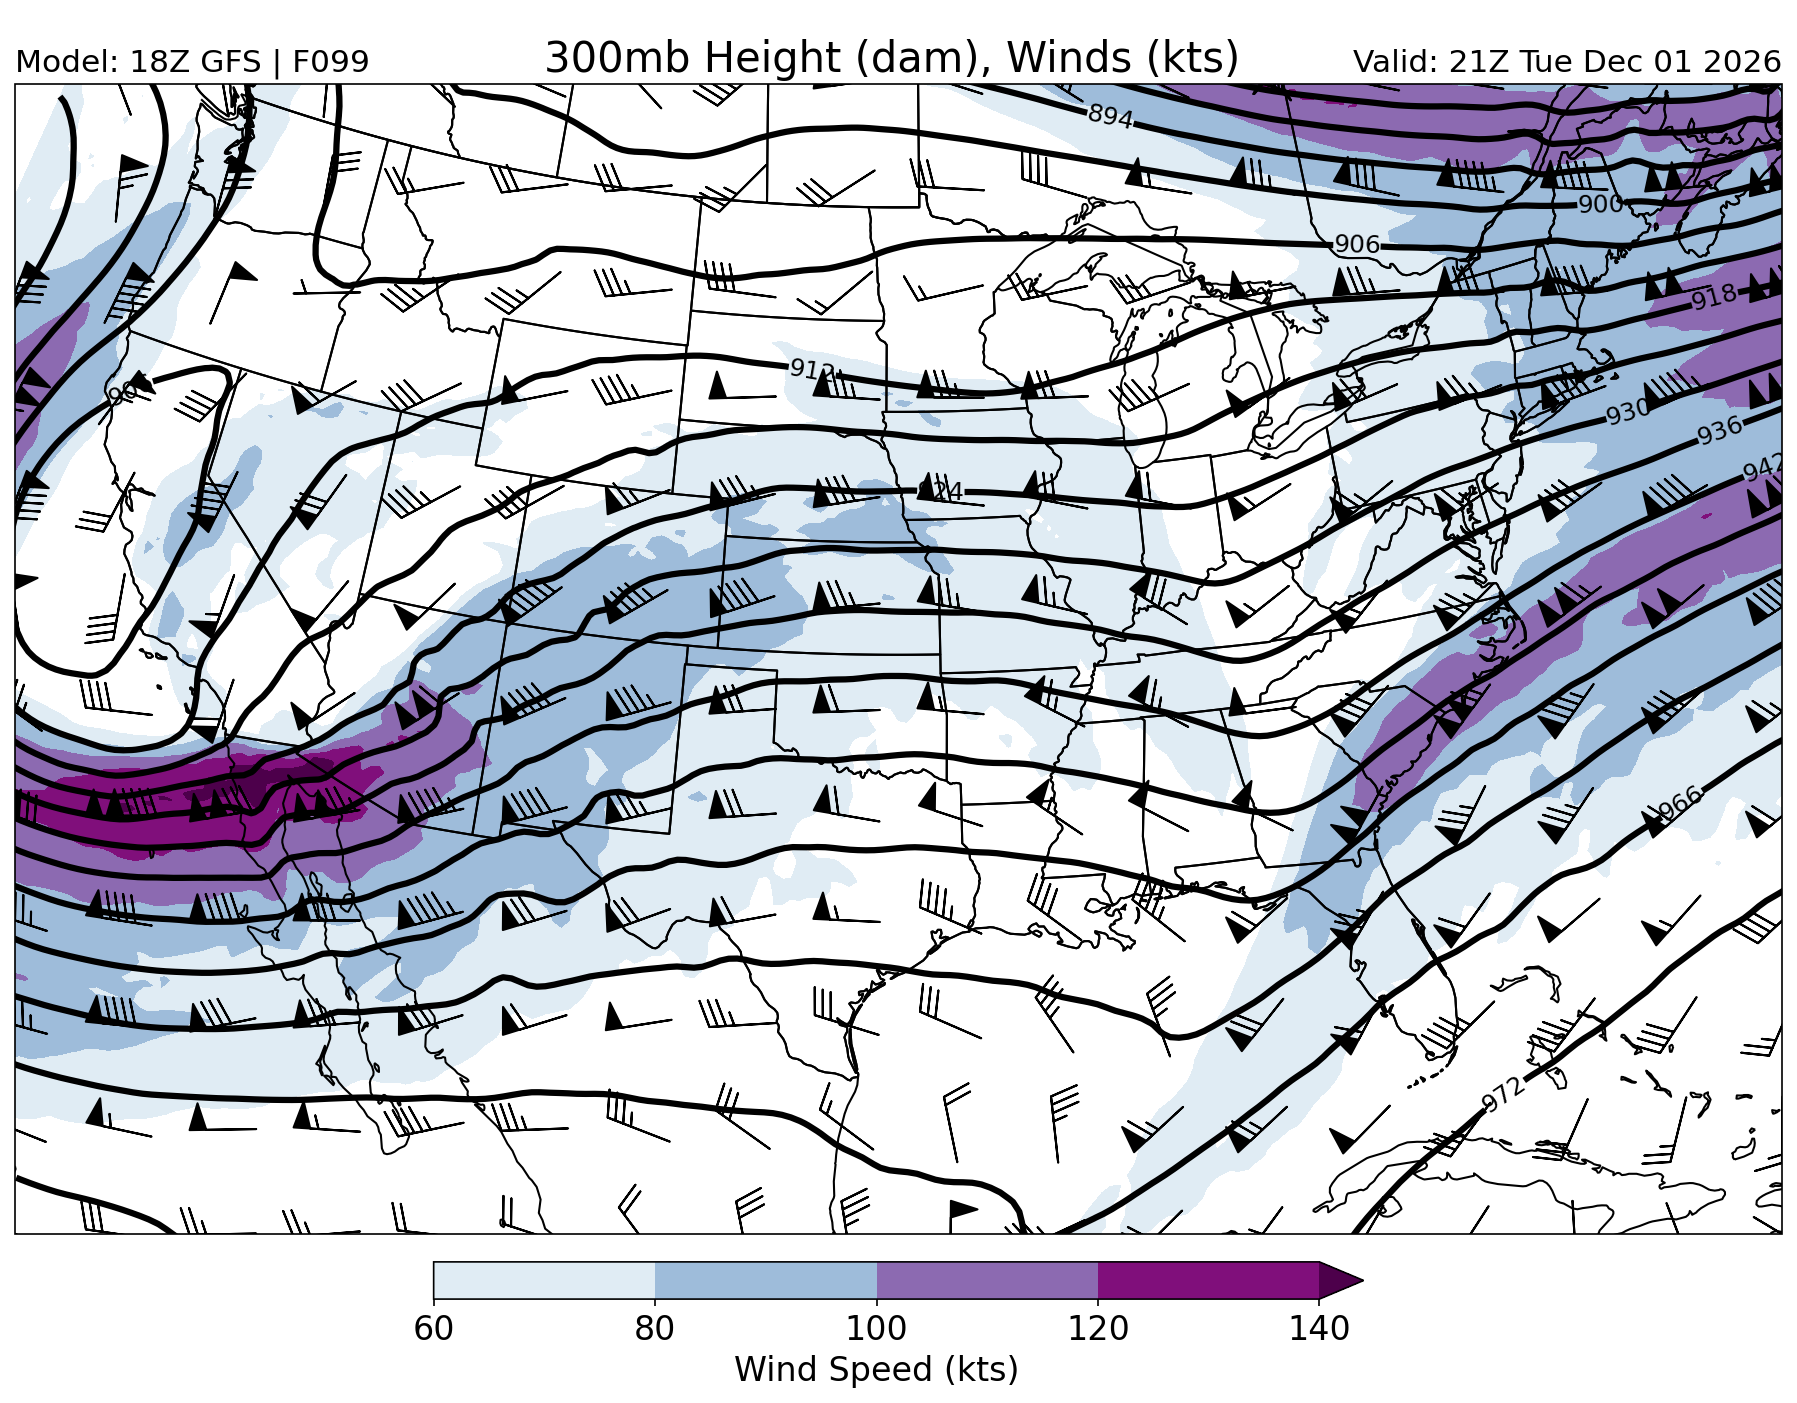 Model: 18Z GFS | F099
300mb Height (dam), Winds (kts)
Valid: 21Z Tue Dec 01 2026
894
900
906
918
912
930
936
942
924
966
972
60 80 100 120 140
Wind Speed (kts)